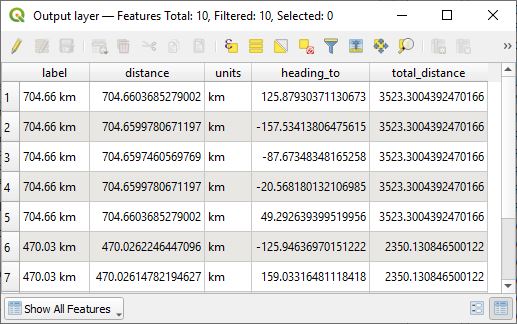 Output layer — Features Total: 10, Filtered: 10, Selected: 0
label distance units heading_to total_distance
1 704.66 km 704.6603685279002 km 125.87930371130673 3523.3004392470166
2 704.66 km 704.6599780671197 km -157.53413806475615 3523.3004392470166
3 704.66 km 704.6597460569769 km -87.67348348165258 3523.3004392470166
4 704.66 km 704.6599780671197 km -20.568180132106985 3523.3004392470166
5 704.66 km 704.6603685279002 km 49.292639399519956 3523.3004392470166
6 470.03 km 470.0262244647096 km -125.94636970151222 2350.130846500122
7 470.03 km 470.02614782194627 km 159.03316481118418 2350.130846500122
Show All Features